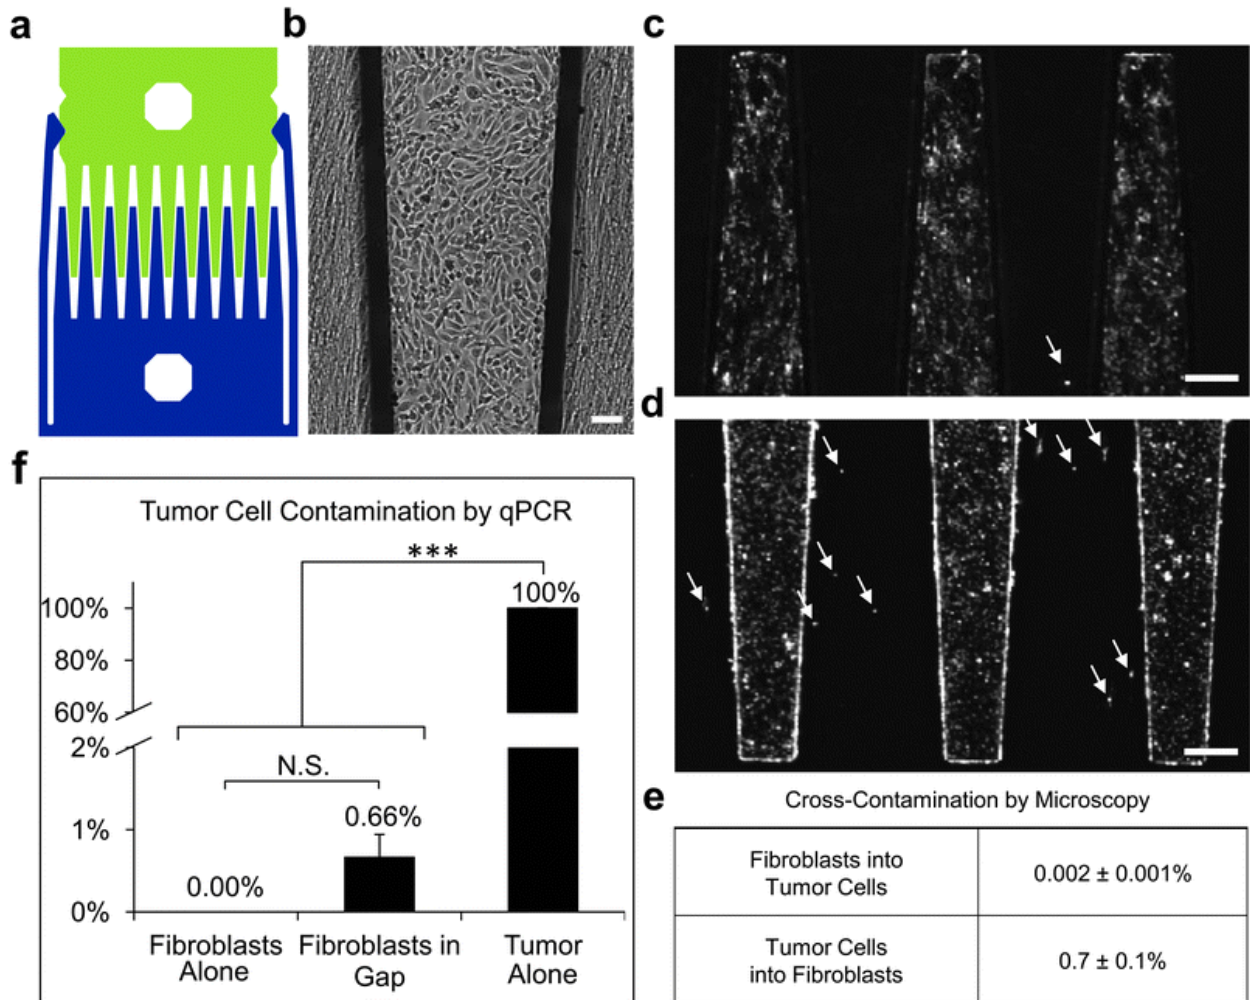 a
b
c
d
f
Tumor Cell Contamination by qPCR
***
100%
100%
80%
60%
2%
N.S.
1%
0.66%
0.00%
0%
Fibroblasts
Alone
Fibroblasts in
Gap
Tumor
Alone
e
Cross-Contamination by Microscopy
Fibroblasts into
Tumor Cells
0.002 ± 0.001%
Tumor Cells
into Fibroblasts
0.7 ± 0.1%